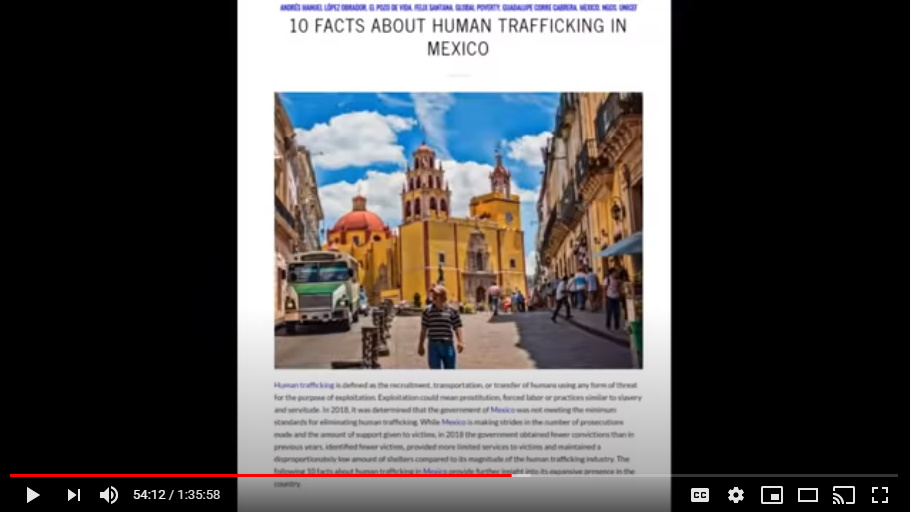 ANDRÉS MANUEL LÓPEZ OBRADOR, EL POZO DE VIDA, FELIX SANTANA, GLOBAL POVERTY, GUADALUPE CORRE CABRERA, MEXICO, NGOS, UNICEF
10 FACTS ABOUT HUMAN TRAFFICKING IN
MEXICO
Human trafficking is defined as the recruitment, transportation, or transfer of humans using any form of threat
for the purpose of exploitation. Exploitation could mean prostitution, forced labor or practices similar to slavery
and servitude. In 2018, it was determined that the government of Mexico was not meeting the minimum
standards for eliminating human trafficking. While Mexico is making strides in the number of prosecutions
made and the amount of support given to victims, in 2018 the government obtained fewer convictions than in
previous years, identified fewer victims, provided more limited services to victims and maintained a
disproportionately low amount of shelters compared to its magnitude of the human trafficking industry. The
following 10 facts about human trafficking in Mexico provide further insight into its expansive presence in the
country.
54:12 / 1:35:58
CC